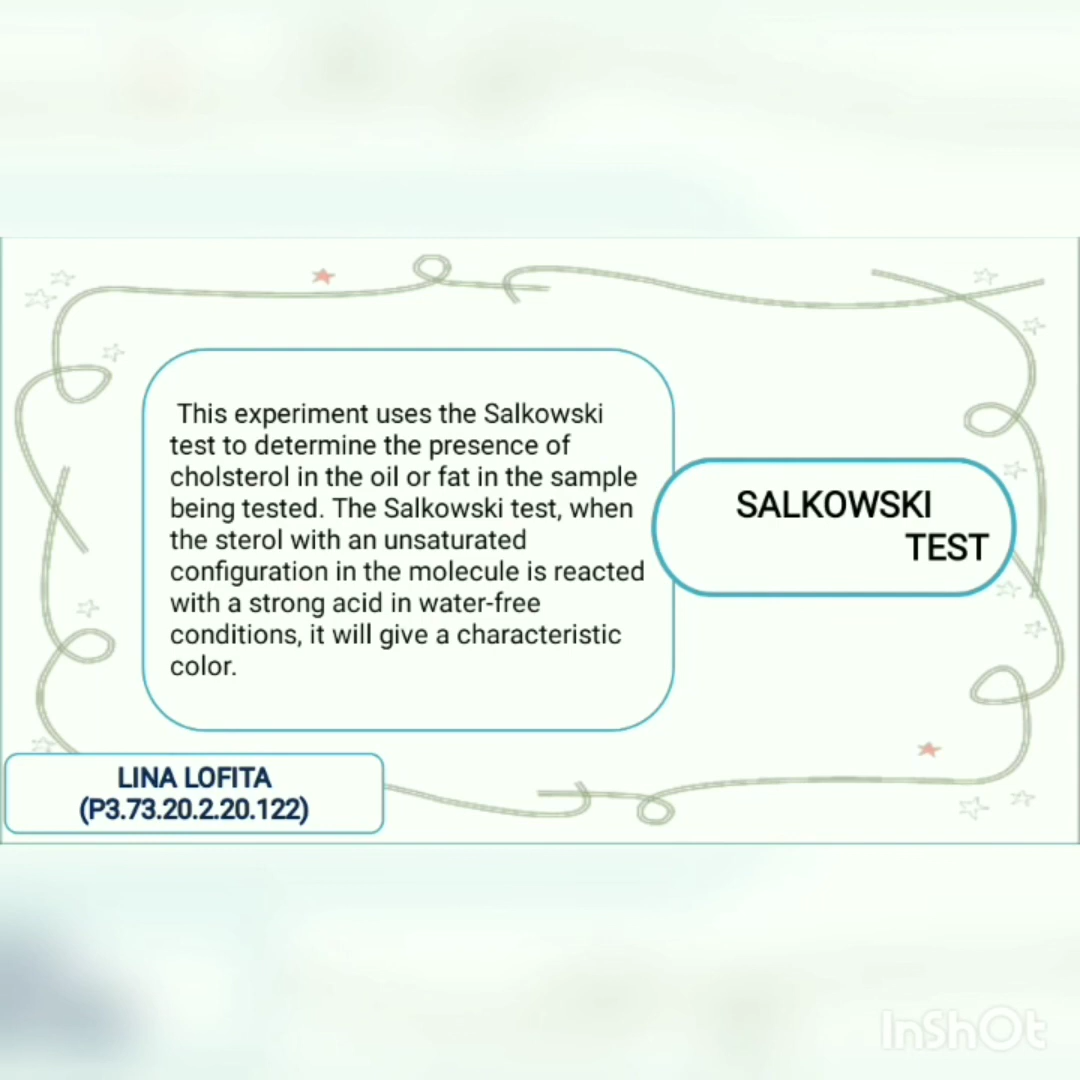 This experiment uses the Salkowski
test to determine the presence of
cholsterol in the oil or fat in the sample
being tested. The Salkowski test, when
the sterol with an unsaturated
configuration in the molecule is reacted
with a strong acid in water-free
conditions, it will give a characteristic
color.
SALKOWSKI
TEST
LINA LOFITA
(P3.73.20.2.20.122)
InShOt